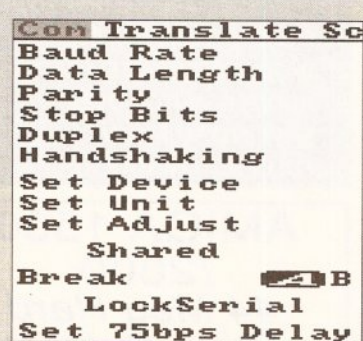 Com Translate Sc
Baud Rate
Data Length
Parity
Stop Bits
Duplex
Handshaking
Set Device
Set Unit
Set Adjust
Shared
Break B
LockSerial
Set 75bps Delay